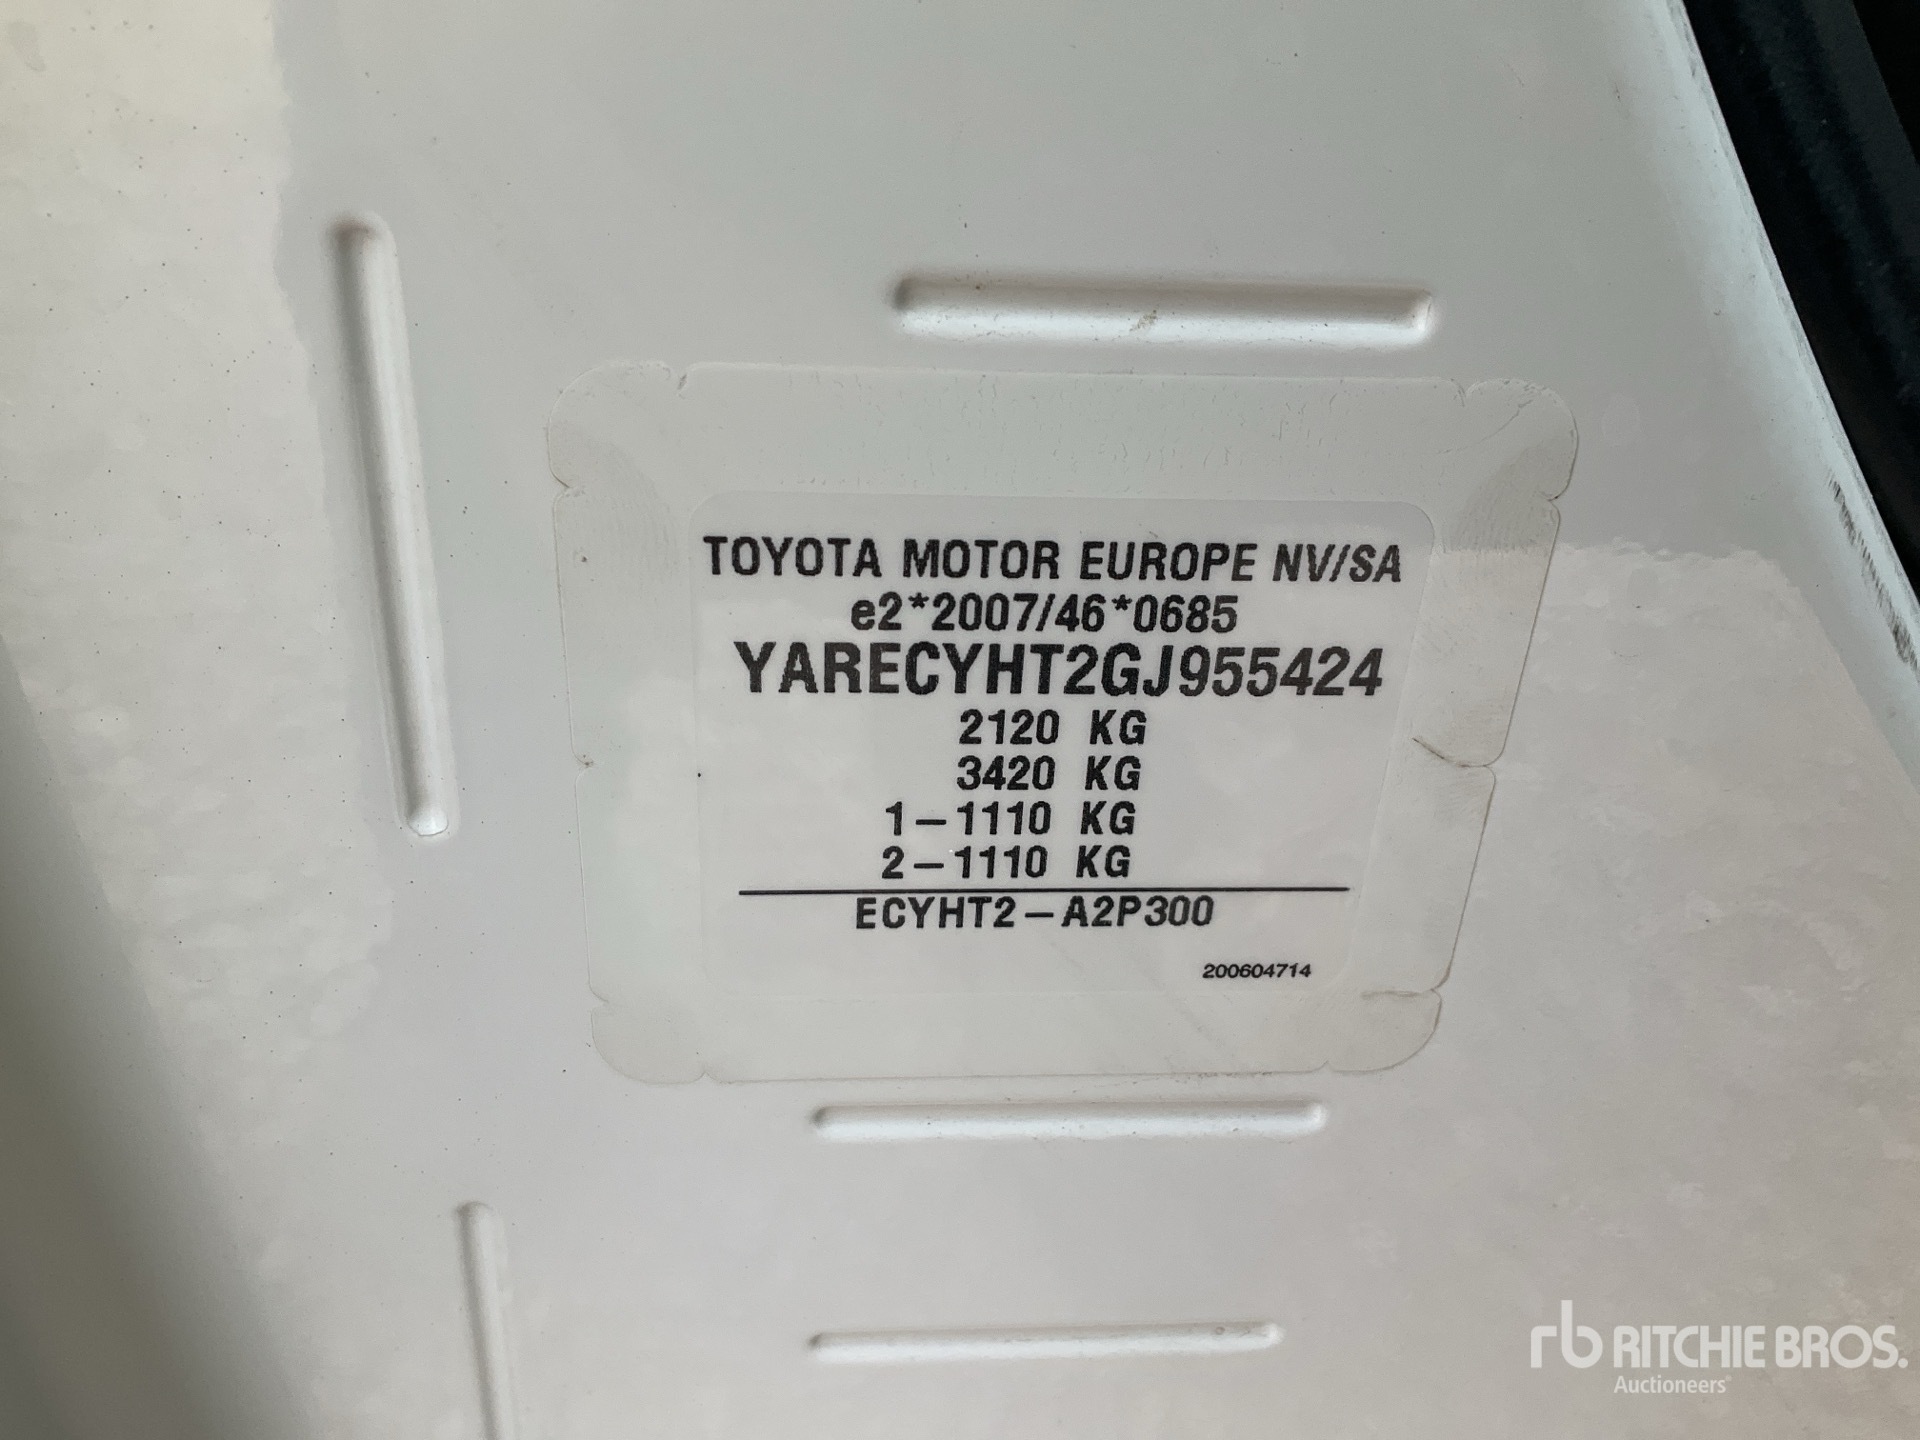 TOYOTA MOTOR EUROPE NV/SA
e2*2007/46*0685
YARECYHT2GJ955424
2120 KG
3420 KG
1-1110 KG
2-1110 KG
ECYHT2-A2P300
200604714
rb RITCHIE BROS.
Auctioneers